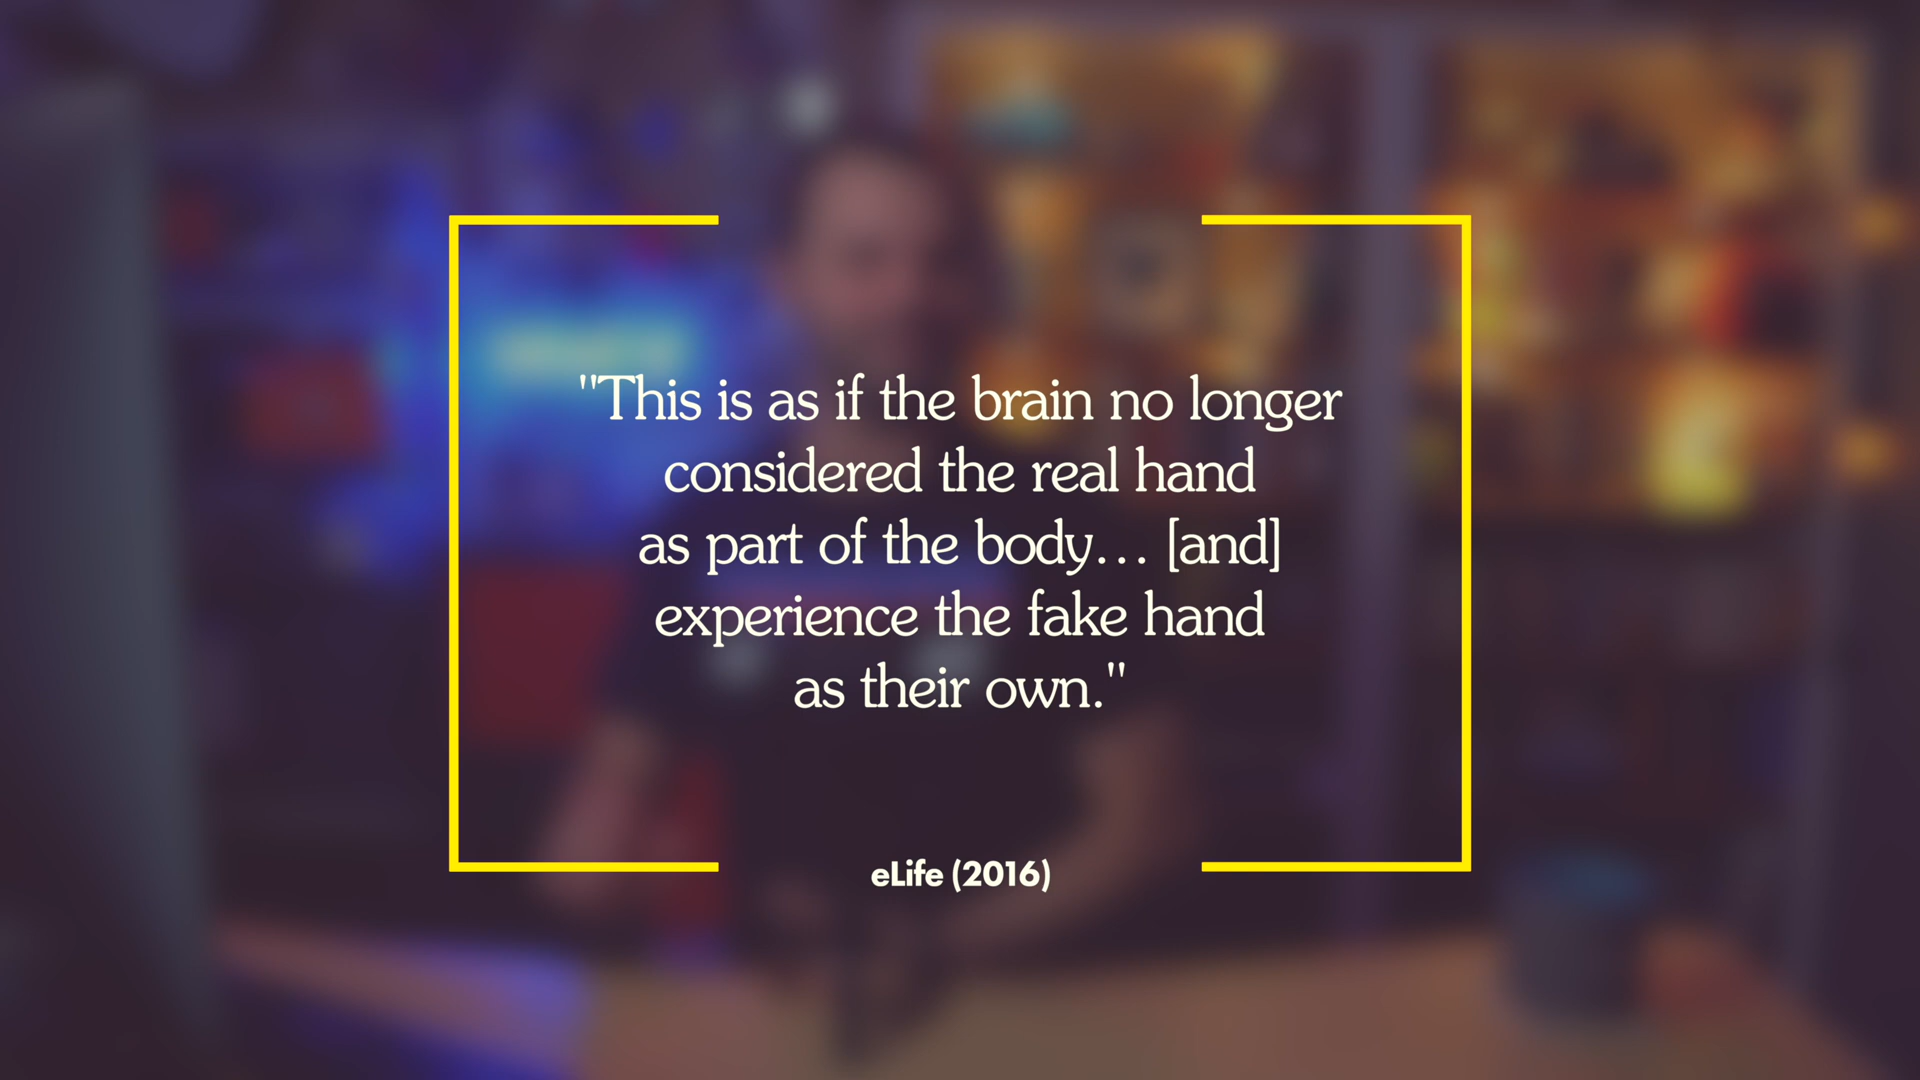 "This is as if the brain no longer
considered the real hand
as part of the body... [and]
experience the fake hand
as their own."
eLife (2016)